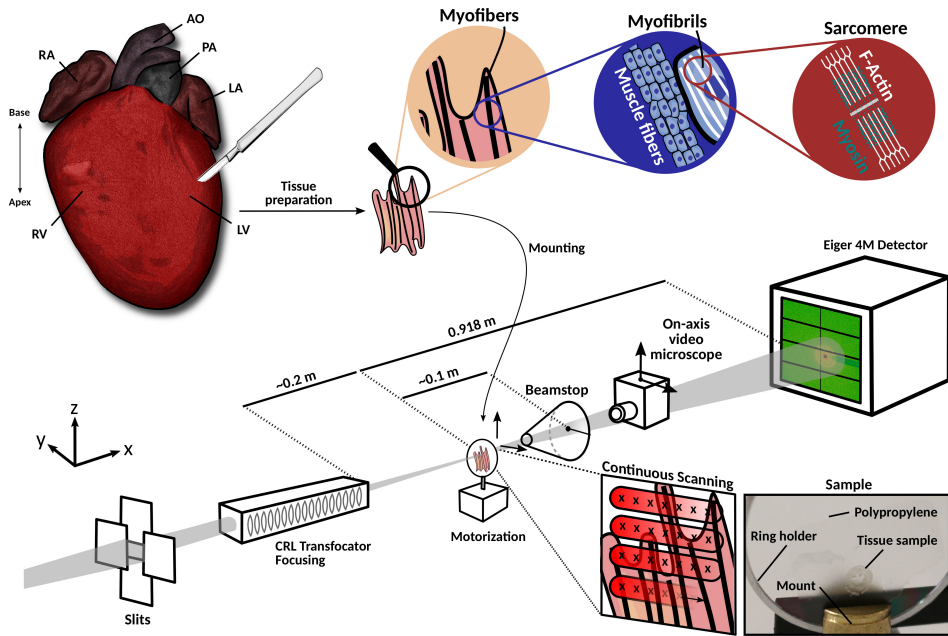 AO
RA
PA
LA
Base
Apex
RV
LV
Tissue
preparation
Myofibers
Myofibrils
Muscle fibers
Sarcomere
F-Actin
Myosin
Mounting
Eiger 4M Detector
0.918 m
On-axis
video
microscope
~0.2 m
~0.1 m
Beamstop
z
y
x
CRL Transfocator
Focusing
Motorization
Slits
Continuous Scanning
x x x x x x
x x x x x x
x x x x x x
x x x x x
Sample
Polypropylene
Ring holder
Tissue sample
Mount